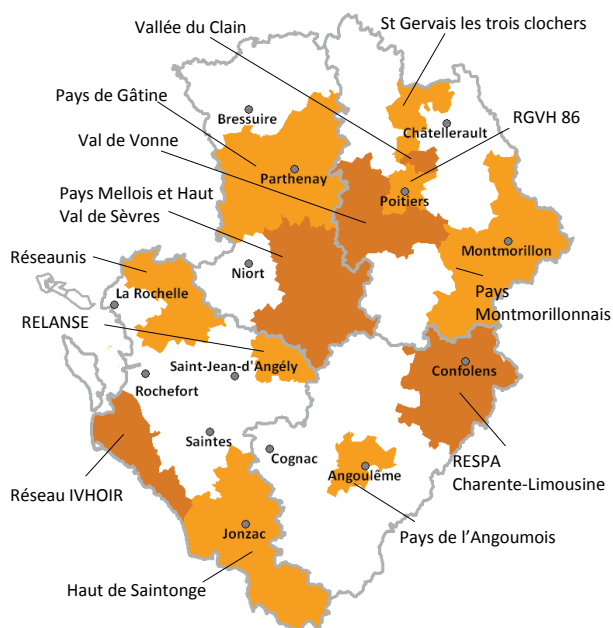 St Gervais les trois clochers
Vallée du Clain
Pays de Gâtine
RGVH 86
Bressuire
Châtellerault
Val de Vonne
Parthenay
Pays Mellois et Haut
Val de Sèvres
Poitiers
Montmorillon
Réseaunis
Niort
La Rochelle
Pays
Montmorillonnais
RELANSE
Saint-Jean-d'Angély
Confolens
Rochefort
Saintes
Cognac
RESPA
Charente-Limousine
Angoulême
Réseau IVHOIR
Jonzac
Pays de l’Angoumois
Haut de Saintonge